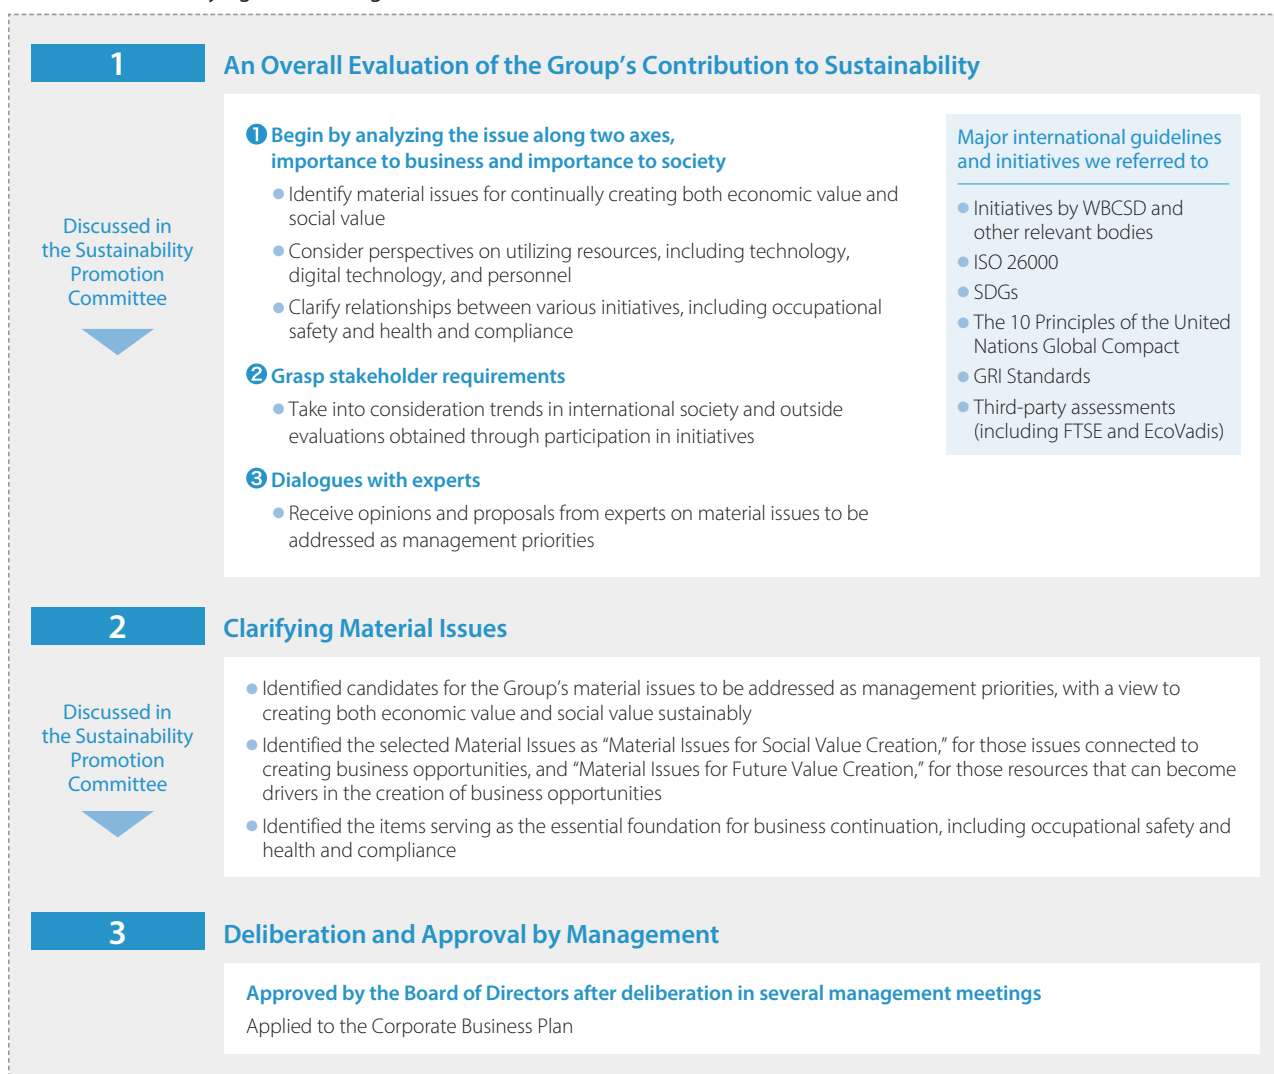 1
An Overall Evaluation of the Group's Contribution to Sustainability
Discussed in
the Sustainability
Promotion
Committee
❶ Begin by analyzing the issue along two axes,
importance to business and importance to society
● Identify material issues for continually creating both economic value and
social value
● Consider perspectives on utilizing resources, including technology,
digital technology, and personnel
● Clarify relationships between various initiatives, including occupational
safety and health and compliance
❷ Grasp stakeholder requirements
● Take into consideration trends in international society and outside
evaluations obtained through participation in initiatives
❸ Dialogues with experts
● Receive opinions and proposals from experts on material issues to be
addressed as management priorities
Major international guidelines
and initiatives we referred to
● Initiatives by WBCSD and
other relevant bodies
● ISO 26000
● SDGs
● The 10 Principles of the United
Nations Global Compact
● GRI Standards
● Third-party assessments
(including FTSE and EcoVadis)
2
Clarifying Material Issues
Discussed in
the Sustainability
Promotion
Committee
● Identified candidates for the Group's material issues to be addressed as management priorities, with a view to
creating both economic value and social value sustainably
● Identified the selected Material Issues as “Material Issues for Social Value Creation,” for those issues connected to
creating business opportunities, and “Material Issues for Future Value Creation,” for those resources that can become
drivers in the creation of business opportunities
● Identified the items serving as the essential foundation for business continuation, including occupational safety and
health and compliance
3
Deliberation and Approval by Management
Approved by the Board of Directors after deliberation in several management meetings
Applied to the Corporate Business Plan